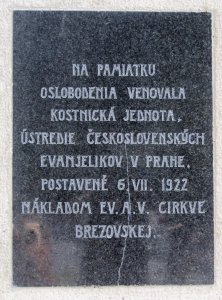 NA PAMIATKU
OSLOBODENIA VENOVALA
KOSTNICKÁ JEDNOTA,
ÚSTREDIE ČESKOSLOVENSKÝCH
EVANJELIKOV V PRAHE,
POSTAVENÉ 6. VII. 1922
NÁKLADOM EV. A. V. CIRKVE
BREZOVSKEJ.